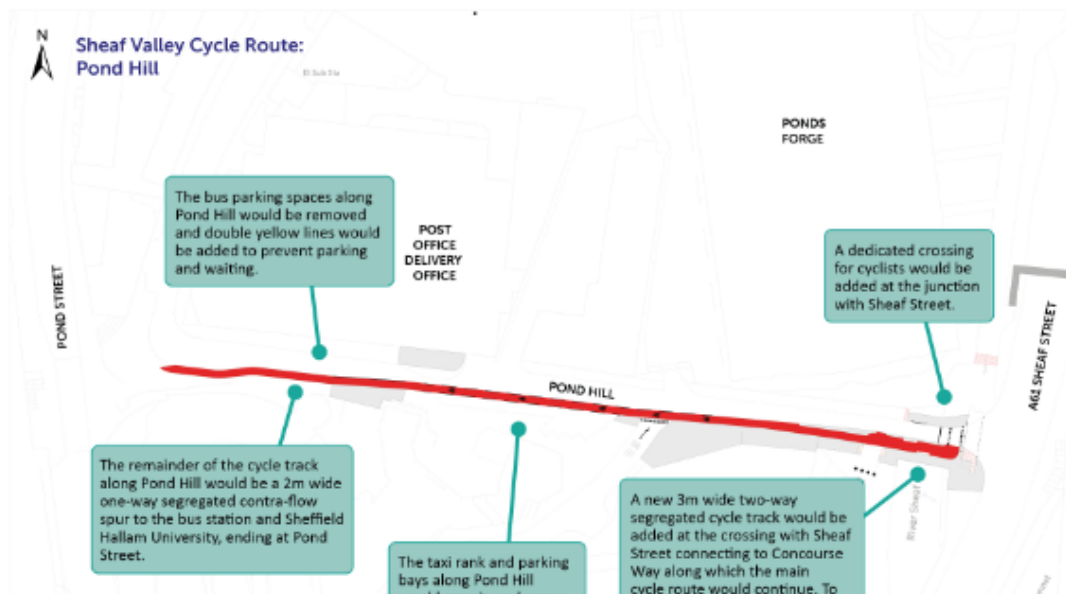 N
Sheaf Valley Cycle Route:
Pond Hill
El Sub Sta
PONDS
FORGE
The bus parking spaces along
Pond Hill would be removed
and double yellow lines would
be added to prevent parking
and waiting.
POST
OFFICE
DELIVERY
OFFICE
A dedicated crossing
for cyclists would be
added at the junction
with Sheaf Street.
POND STREET
A61 SHEAF STREET
POND HILL
The remainder of the cycle track
along Pond Hill would be a 2m wide
one-way segregated contra-flow
spur to the bus station and Sheffield
Hallam University, ending at Pond
Street.
A new 3m wide two-way
segregated cycle track would be
added at the crossing with Sheaf
Street connecting to Concourse
Way along which the main
cycle route would continue. To
River Sheaf
The taxi rank and parking
bays along Pond Hill